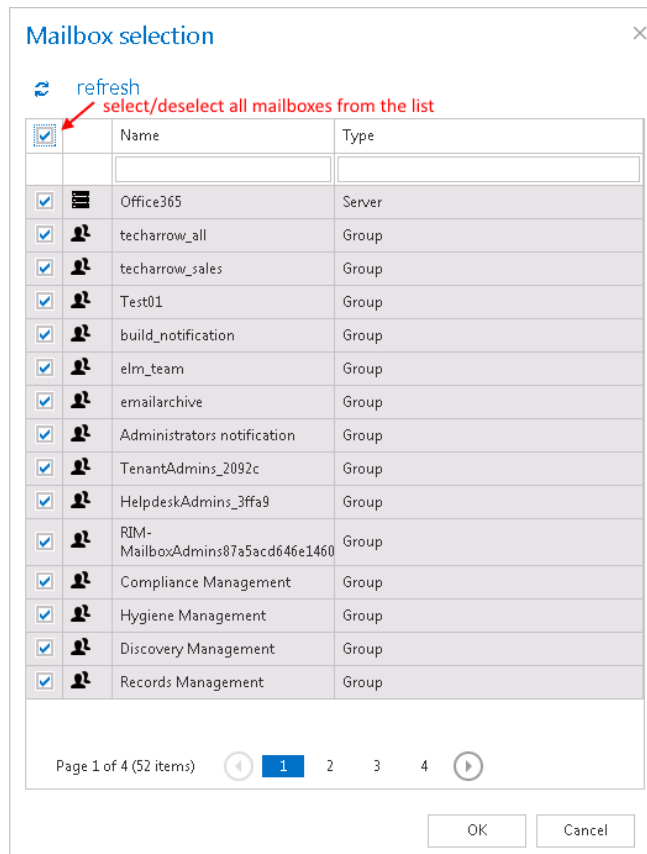 Mailbox selection
refresh
select/deselect all mailboxes from the list
Name Type
Office365 Server
techarrow_all Group
techarrow_sales Group
Test01 Group
build_notification Group
elm_team Group
emailarchive Group
Administrators notification Group
TenantAdmins_2092c Group
HelpdeskAdmins_3ffa9 Group
RIM-
MailboxAdmins87a5acd646e1460 Group
Compliance Management Group
Hygiene Management Group
Discovery Management Group
Records Management Group
Page 1 of 4 (52 items) 1 2 3 4
OK Cancel